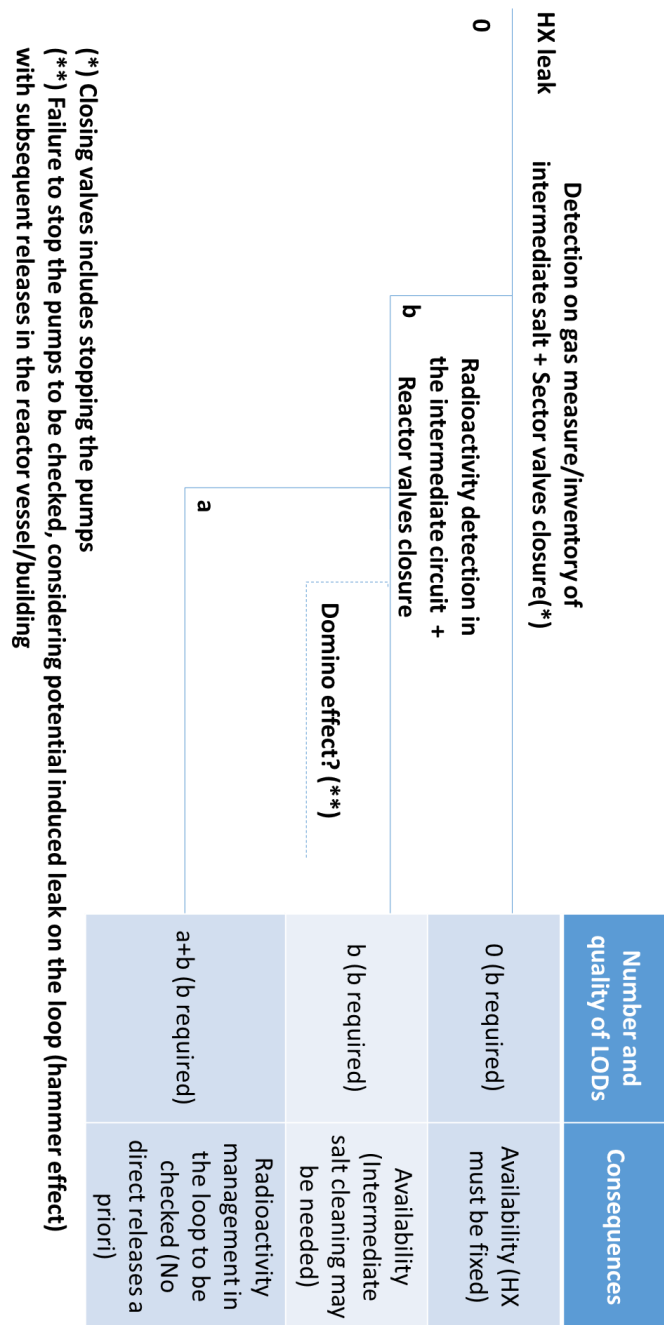 HX leak
Detection on gas measure/inventory of
intermediate salt + Sector valves closure(*)
Number and
quality of LODs
Consequences
0
0 (b required)
Availability (HX
must be fixed)
b
Radioactivity detection in
the intermediate circuit +
Reactor valves closure
b (b required)
Availability
(Intermediate
salt cleaning may
be needed)
Domino effect? (**)
a
a+b (b required)
Radioactivity
management in
the loop to be
checked (No
direct releases a
priori)
(*) Closing valves includes stopping the pumps
(**) Failure to stop the pumps to be checked, considering potential induced leak on the loop (hammer effect)
with subsequent releases in the reactor vessel/building